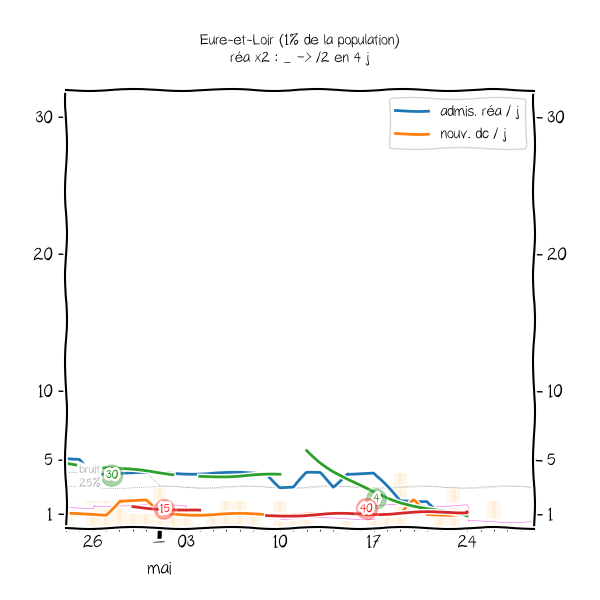 Eure-et-Loir (1% de la population)
réa x2 : _ -> /2 en 4 j
admis. réa / j
nouv. dc / j
30 30
20 20
10 10
5 5
bruit
25%
30
4
15
40
1 1
26 03 10 17 24
mai